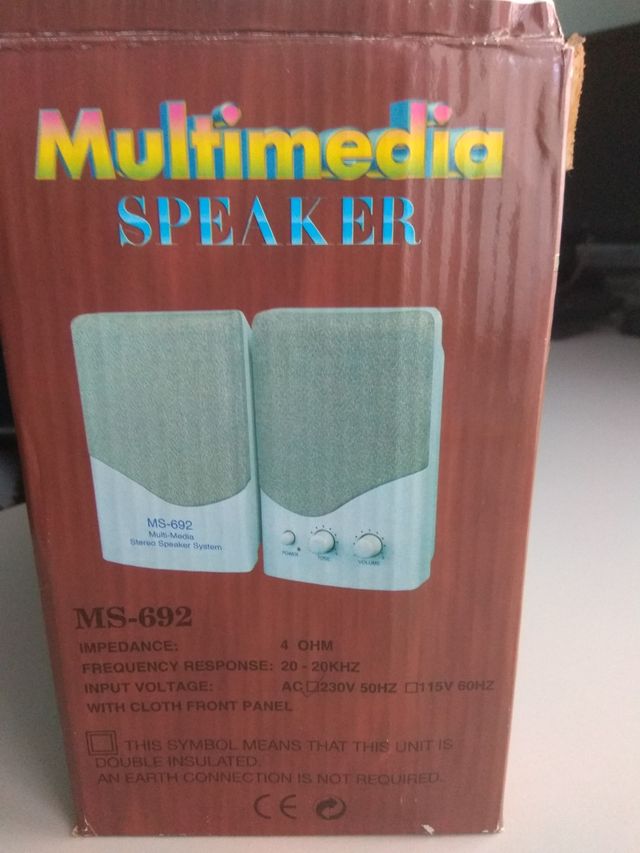 Multimedia
SPEAKER
MS-692
Multi-Media
Stereo Speaker System
POWER
TONE
VOLUME
MS-692
IMPEDANCE: 4 OHM
FREQUENCY RESPONSE: 20 - 20KHZ
INPUT VOLTAGE: AC □230V 50HZ □115V 60HZ
WITH CLOTH FRONT PANEL
THIS SYMBOL MEANS THAT THIS UNIT IS
DOUBLE INSULATED.
AN EARTH CONNECTION IS NOT REQUIRED.
CE